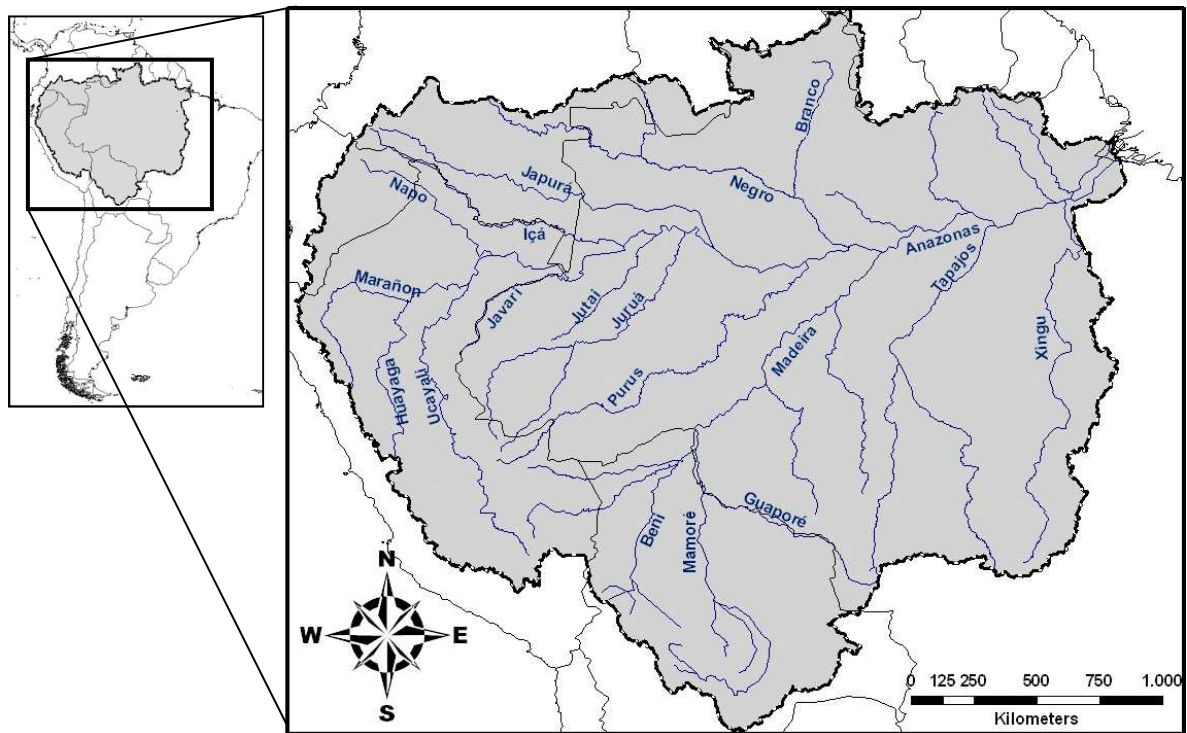 Branco
Japurá
Napo
Negro
Içá
Anazonas
Tapajos
Marañon
Javari
Jutai
Juruá
Xingu
Madeira
Huayaga
Ucayali
Purus
Guaporé
Beni
Mamoré
N
W E
S
0 125 250 500 750 1.000
Kilometers